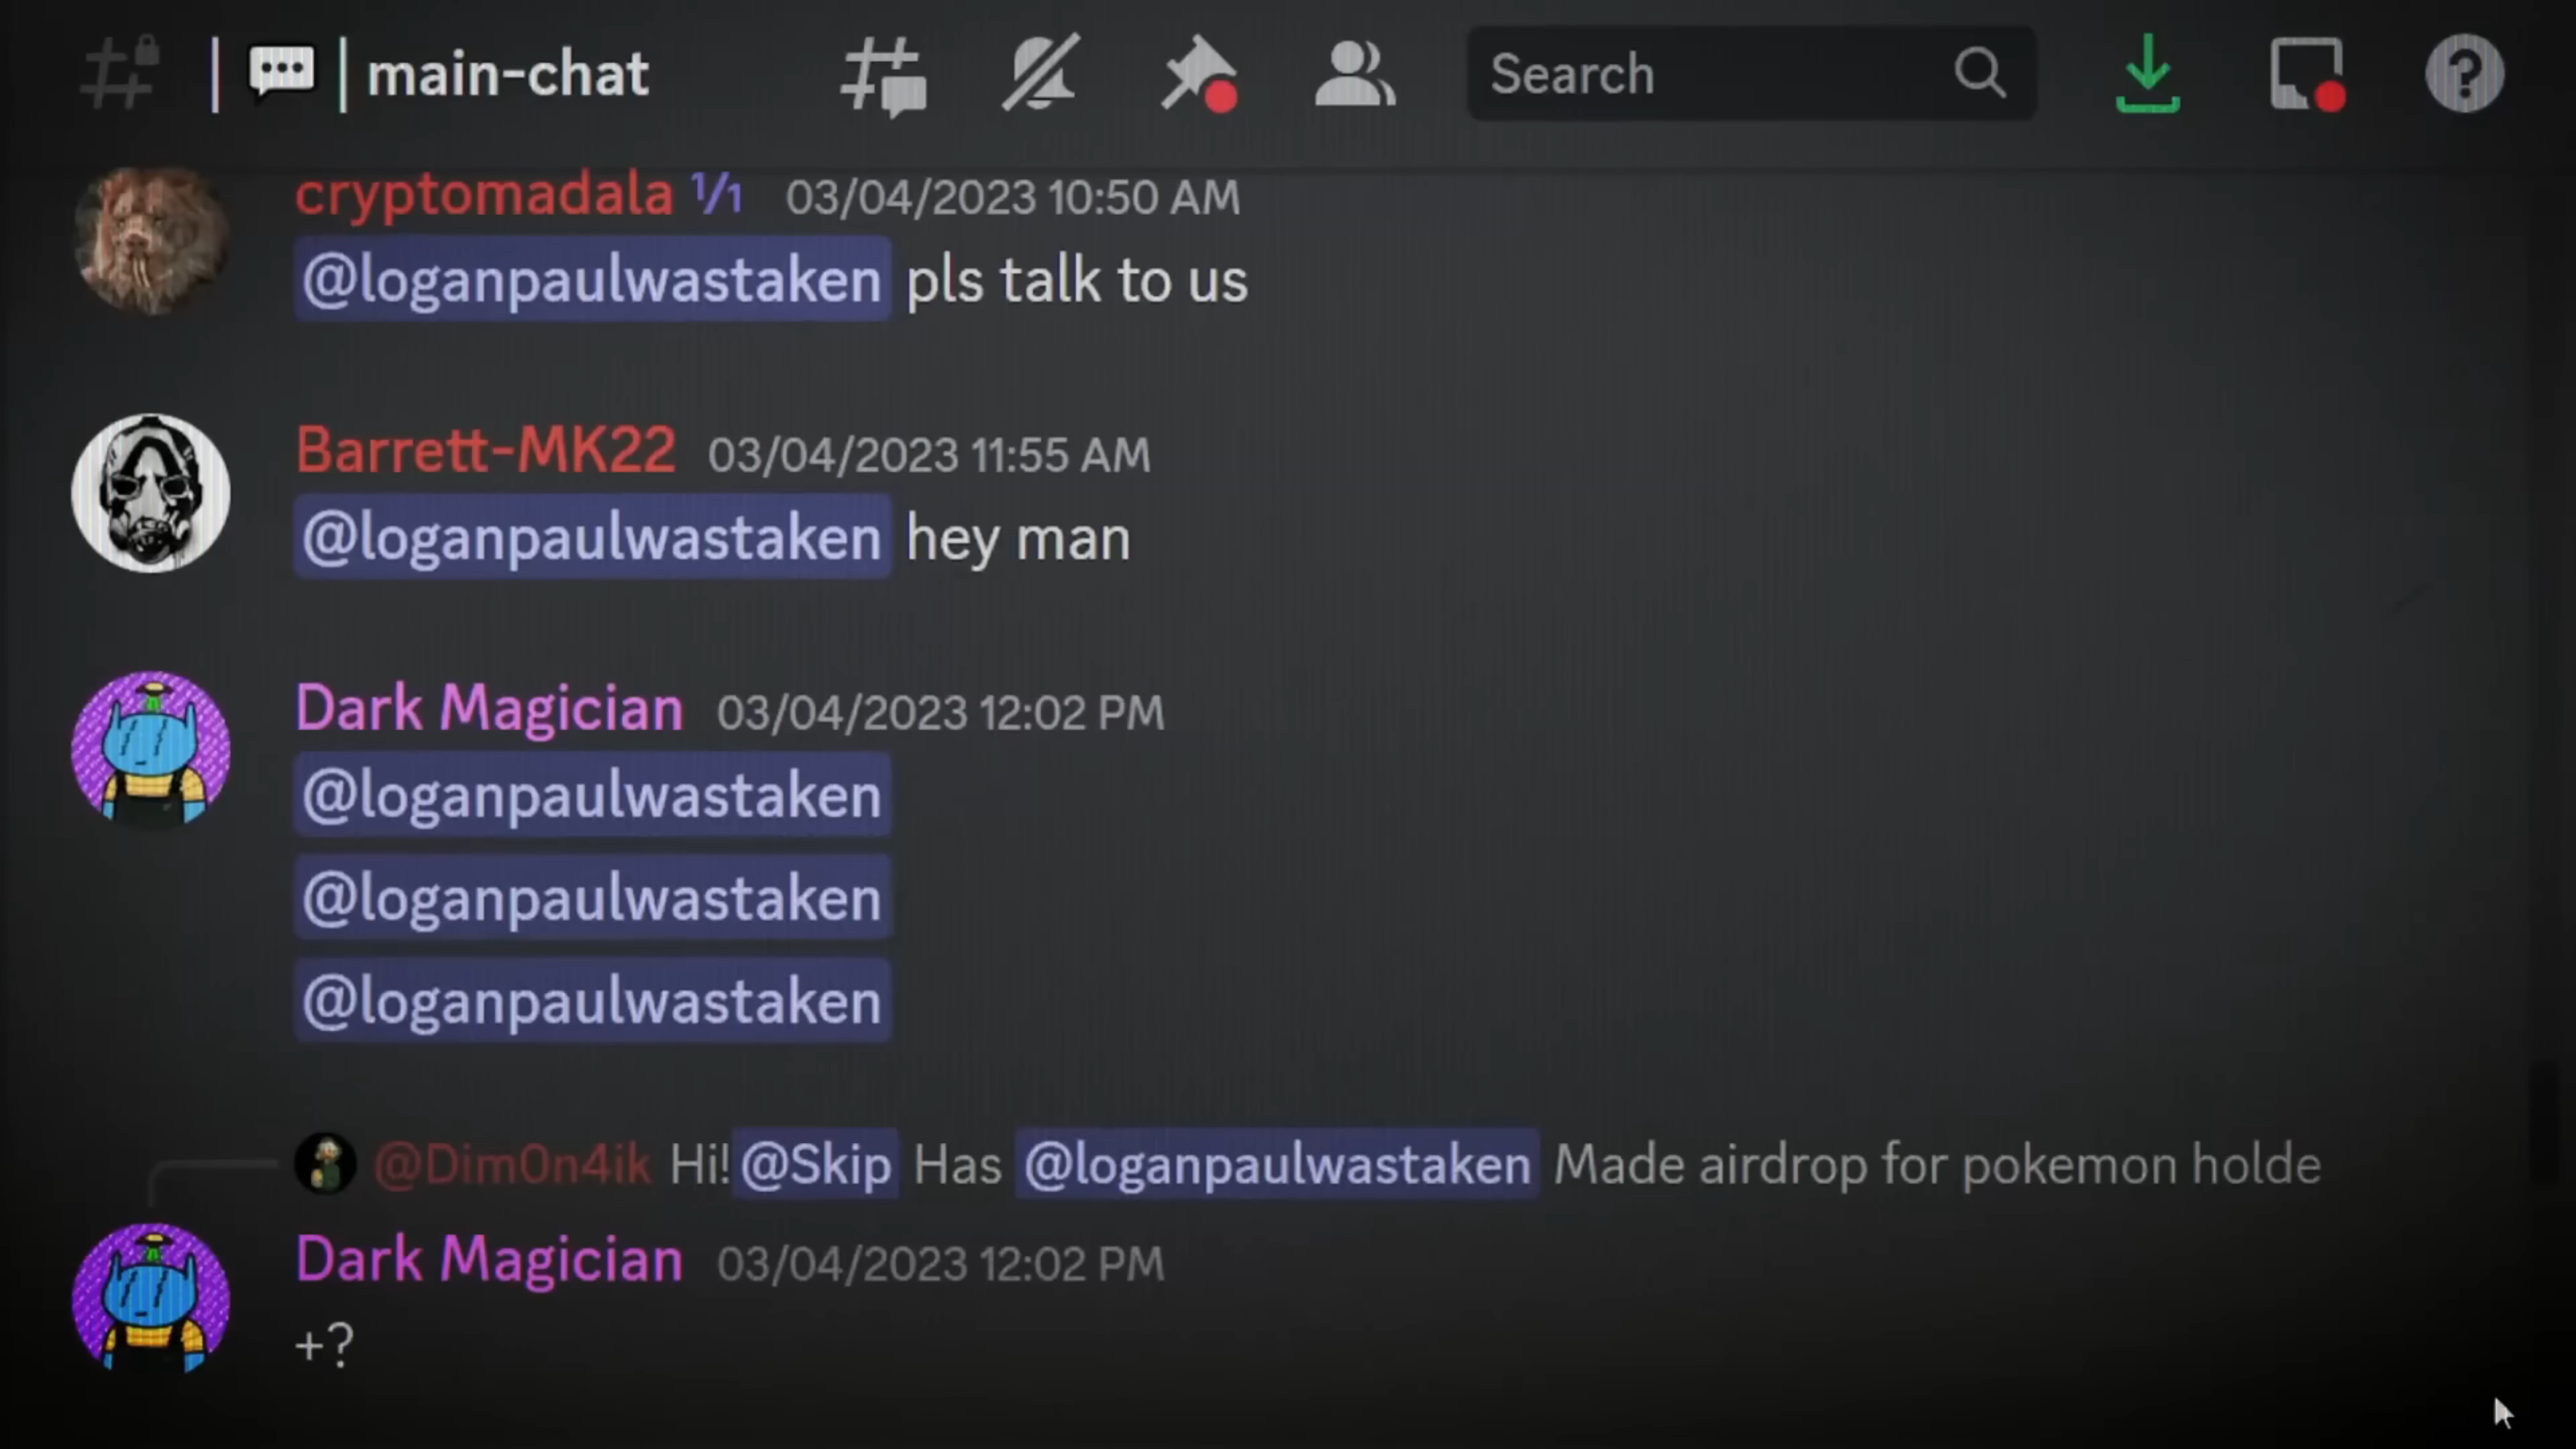 main-chat
Search
cryptomadala 1/1 03/04/2023 10:50 AM
@loganpaulwastaken pls talk to us
Barrett-MK22 03/04/2023 11:55 AM
@loganpaulwastaken hey man
Dark Magician 03/04/2023 12:02 PM
@loganpaulwastaken
@loganpaulwastaken
@loganpaulwastaken
@Dim0n4ik Hi! @Skip Has @loganpaulwastaken Made airdrop for pokemon holde
Dark Magician 03/04/2023 12:02 PM
+?